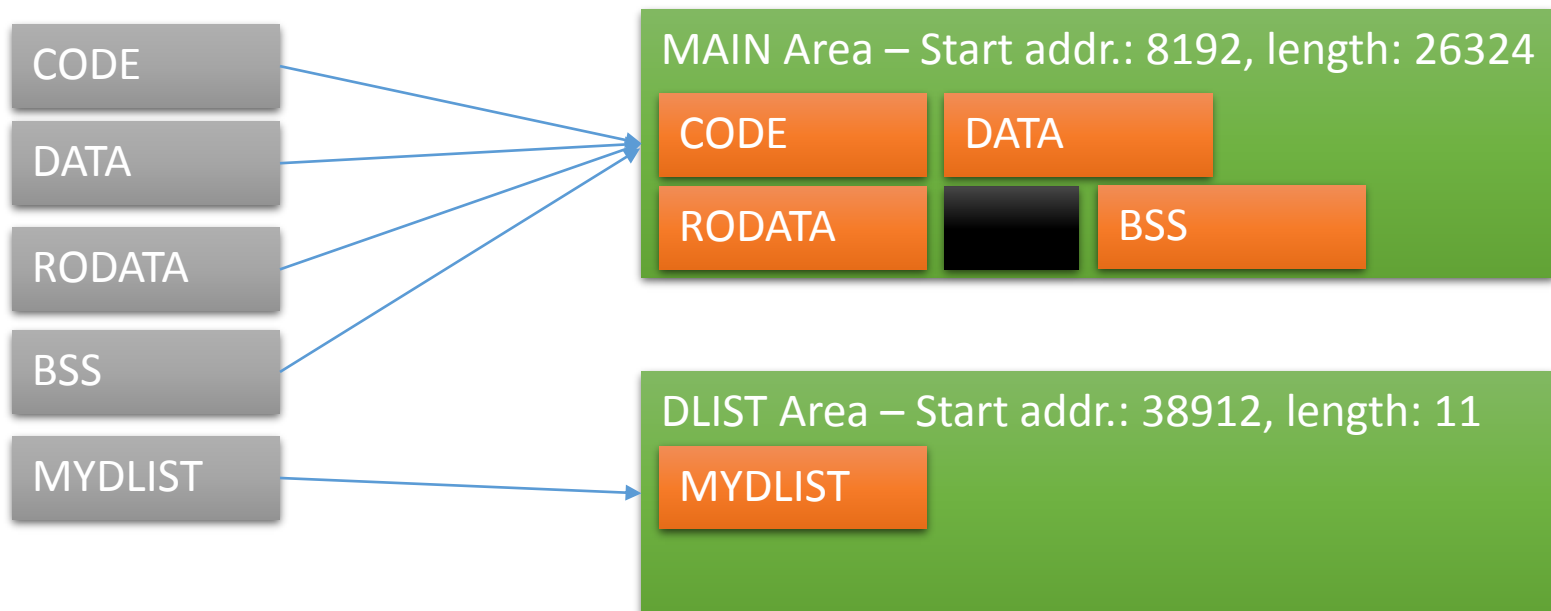 CODE
DATA
RODATA
BSS
MYDLIST
MAIN Area – Start addr.: 8192, length: 26324
CODE DATA
RODATA BSS
DLIST Area – Start addr.: 38912, length: 11
MYDLIST